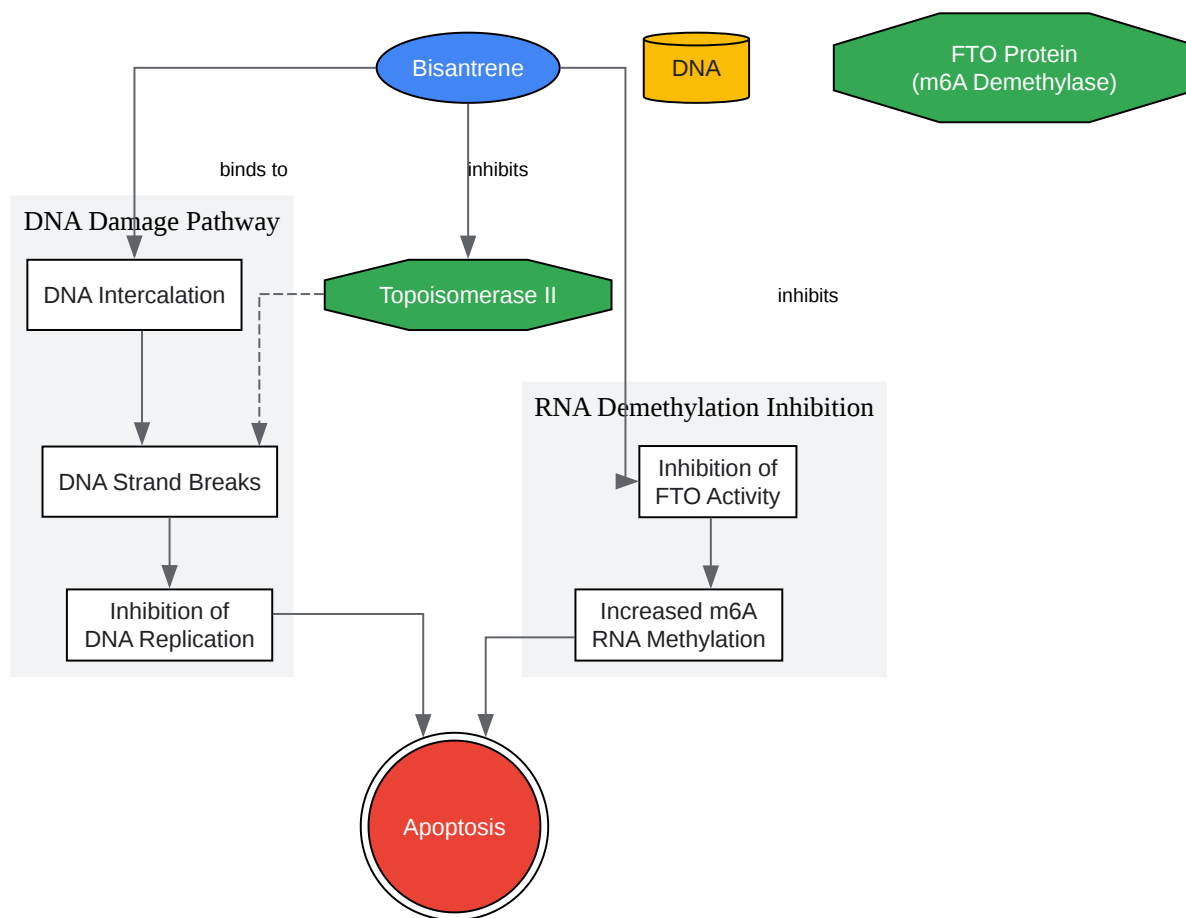 Bisantrene
DNA
FTO Protein
(m6A Demethylase)
binds to
inhibits
DNA Damage Pathway
DNA Intercalation
Topoisomerase II
inhibits
RNA Demethylation Inhibition
DNA Strand Breaks
Inhibition of
FTO Activity
Inhibition of
DNA Replication
Increased m6A
RNA Methylation
Apoptosis